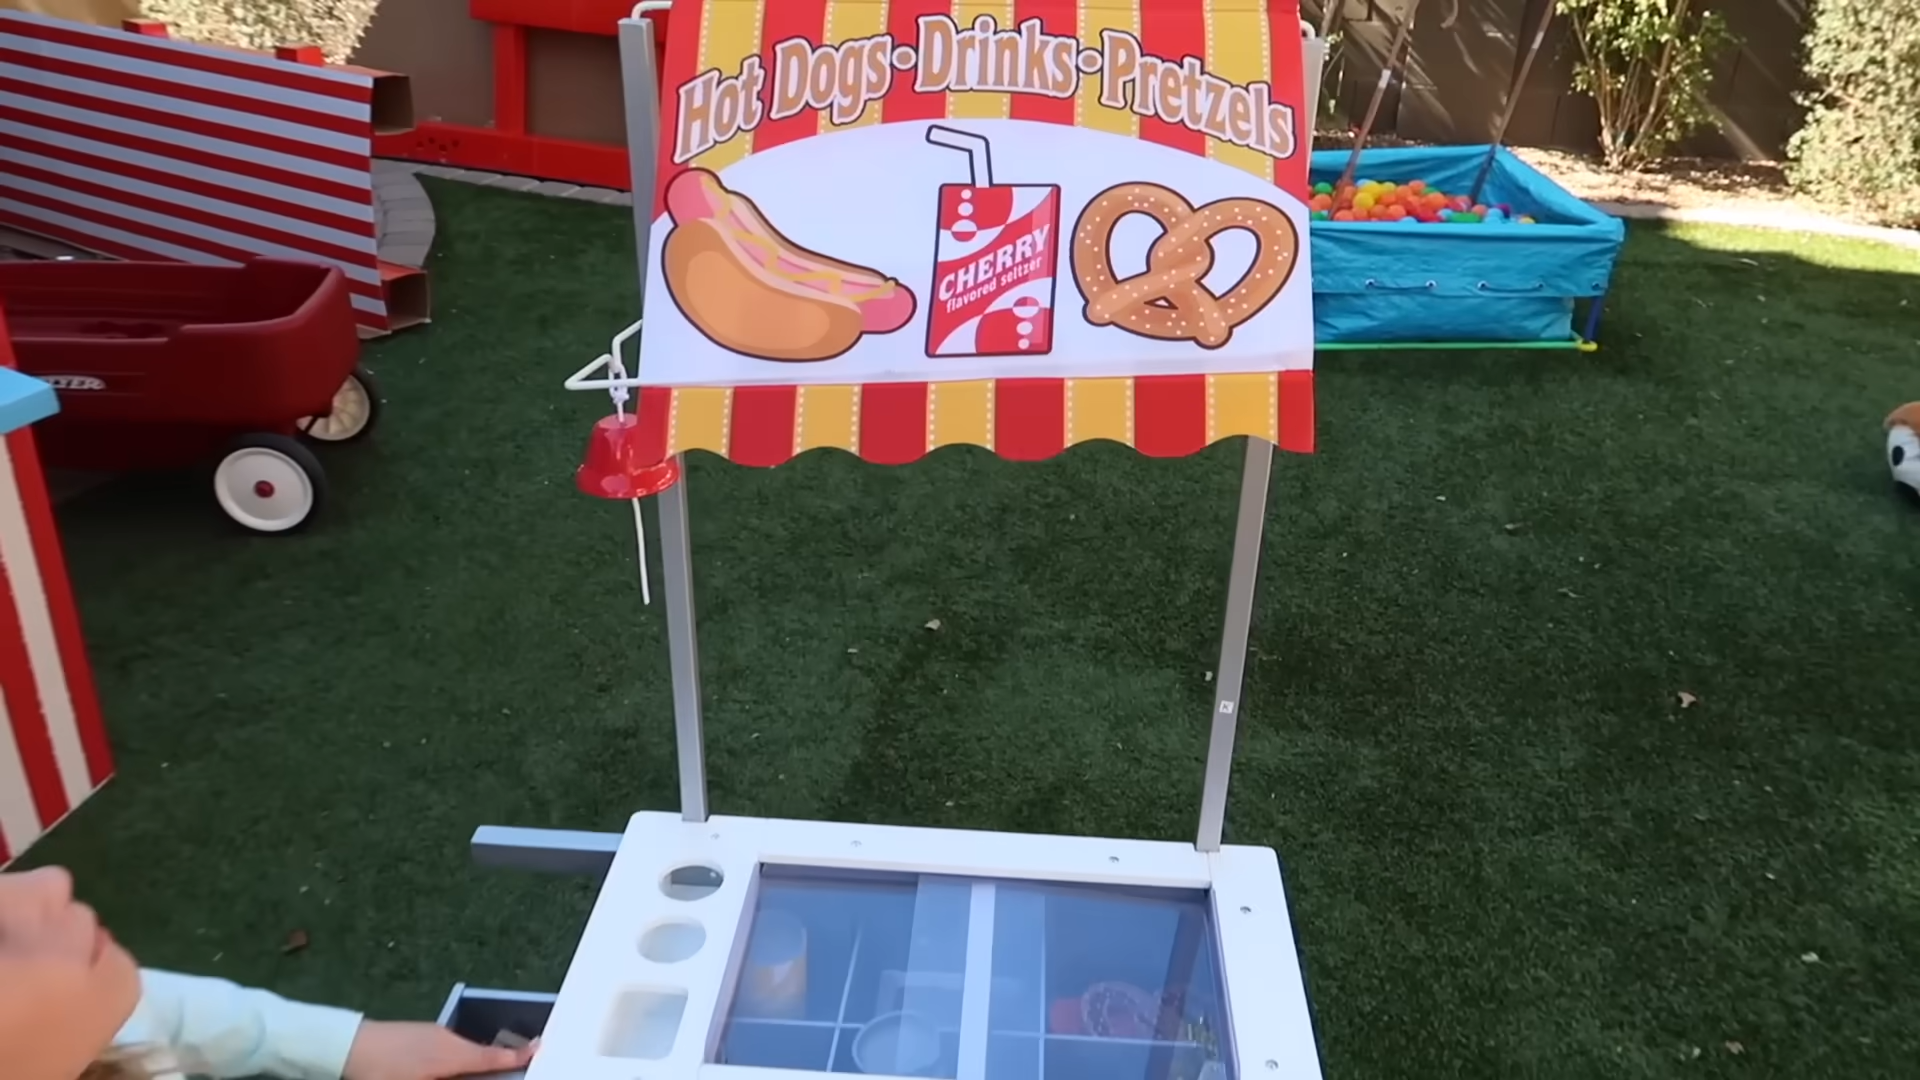 Hot Dogs • Drinks • Pretzels
CHERRY
flavored seltzer
K